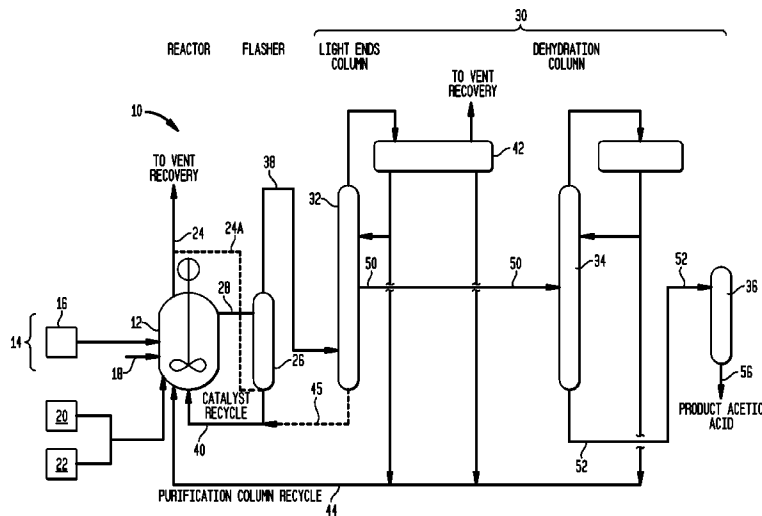 30
REACTOR
FLASHER
LIGHT ENDS
COLUMN
DEHYDRATION
COLUMN
10
TO VENT
RECOVERY
TO VENT
RECOVERY
42
38
32
24
24A
28
50
50
52
34
36
16
12
14
18
26
56
PRODUCT ACETIC
ACID
20
22
CATALYST
RECYCLE
45
40
52
PURIFICATION COLUMN RECYCLE
44